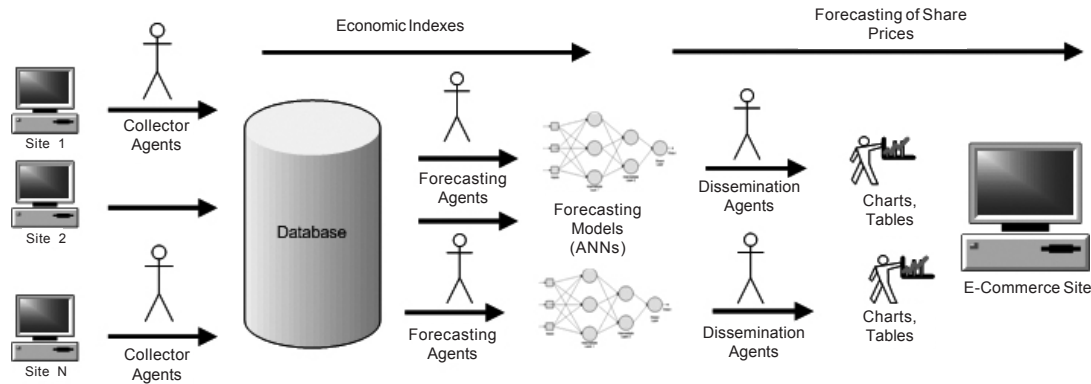 Economic Indexes
Forecasting of Share
Prices
Site 1
Collector
Agents
Site 2
Site N
Collector
Agents
Database
Forecasting
Agents
Forecasting
Agents
Forecasting
Models
(ANNs)
Dissemination
Agents
Dissemination
Agents
Charts,
Tables
Charts,
Tables
E-Commerce Site